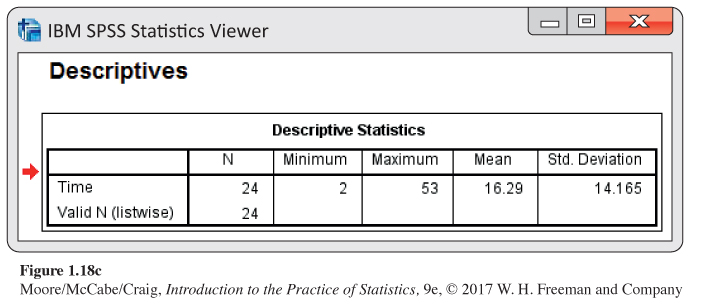 IBM SPSS Statistics Viewer
Descriptives
Descriptive Statistics
N Minimum Maximum Mean Std. Deviation
Time 24 2 53 16.29 14.165
Valid N (listwise) 24
Figure 1.18c
Moore/McCabe/Craig, Introduction to the Practice of Statistics, 9e, © 2017 W. H. Freeman and Company